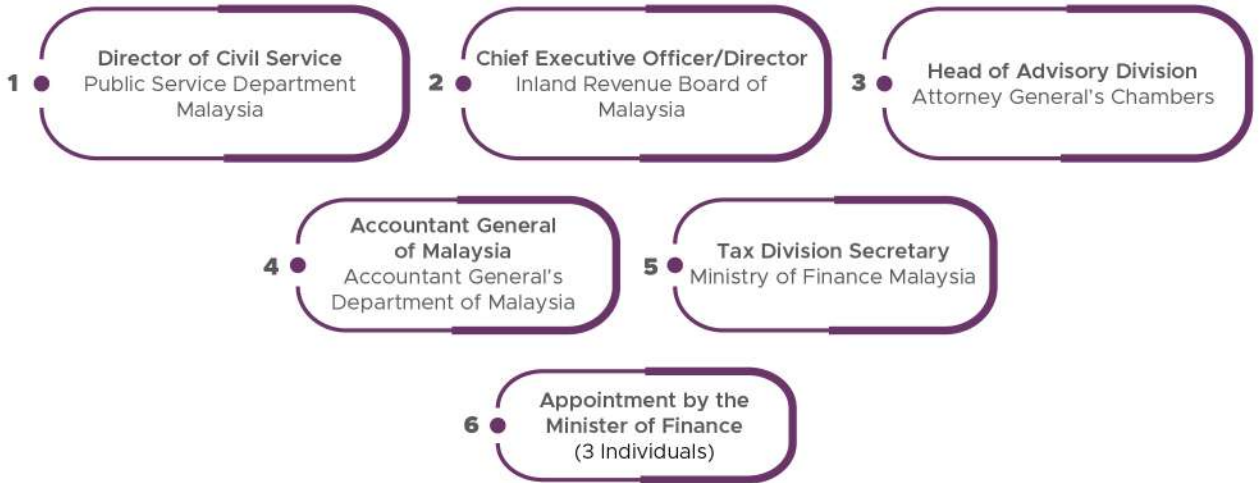 1
Director of Civil Service
Public Service Department
Malaysia
2
Chief Executive Officer/Director
Inland Revenue Board of
Malaysia
3
Head of Advisory Division
Attorney General's Chambers
4
Accountant General
of Malaysia
Accountant General's
Department of Malaysia
5
Tax Division Secretary
Ministry of Finance Malaysia
6
Appointment by the
Minister of Finance
(3 Individuals)